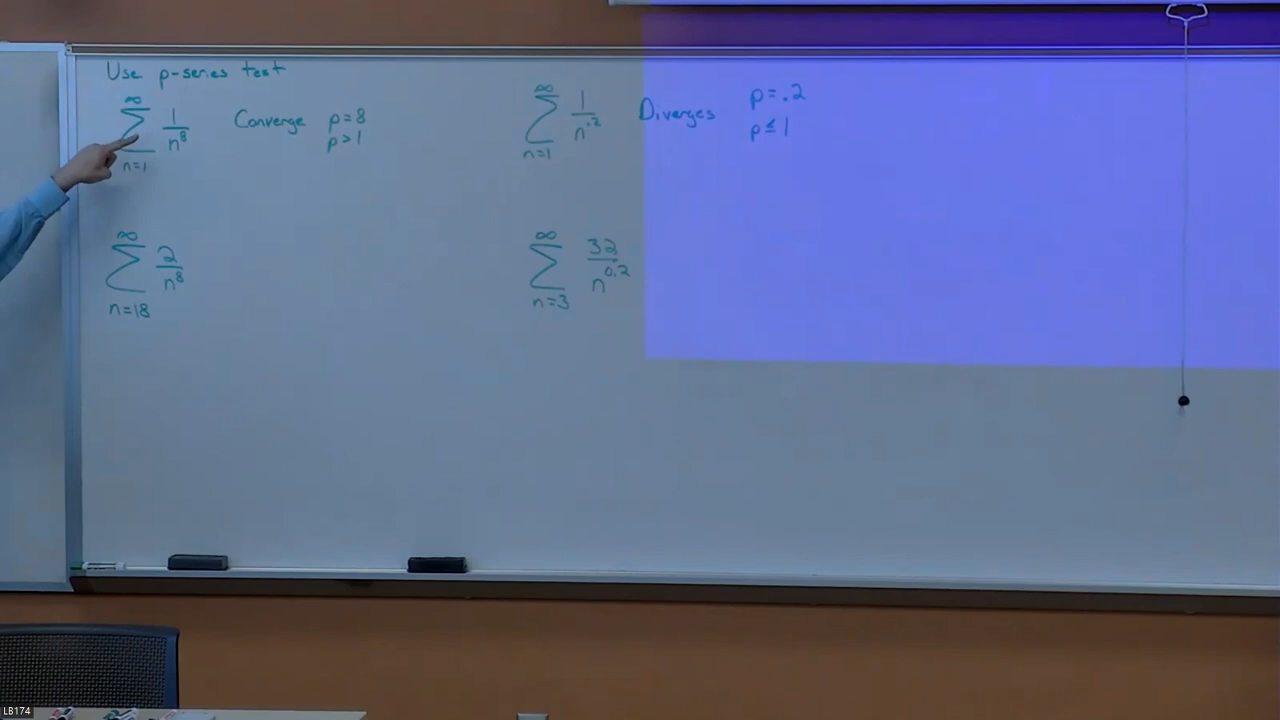 Use p-series test
∞ ∑ n=1 1/n^8 Converge p=8 p>1
∞ ∑ n=1 1/n^.2 Diverges p=.2 p≤1
∞ ∑ n=18 2/n^8
∞ ∑ n=3 32/n^0.2
LB174